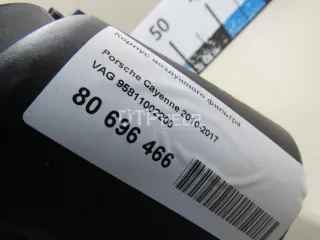 50
корпус воздушного фильтра
Porsche Cayenne 2010-2017
VAG 95811002200
80 696 466